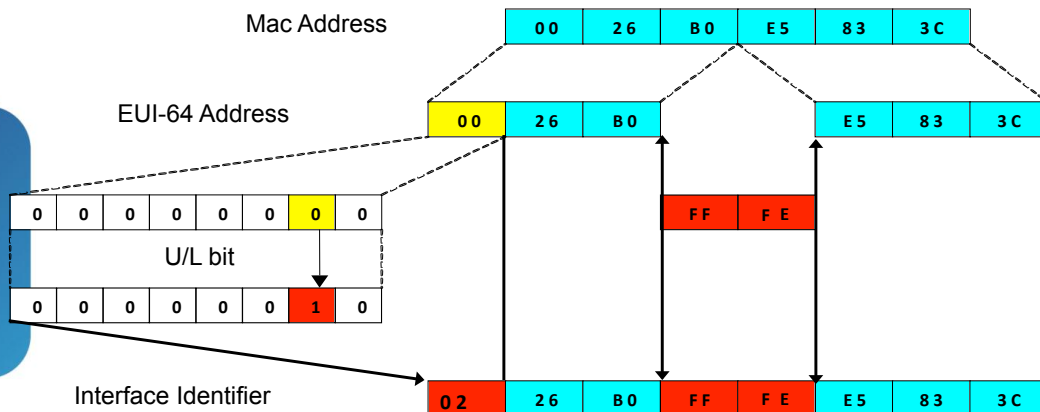 Mac Address 00 26 B0 E5 83 3C
EUI-64 Address 00 26 B0 E5 83 3C
0 0 0 0 0 0 0 0 FF FE
U/L bit
0 0 0 0 0 0 1 0
Interface Identifier 02 26 B0 FF FE E5 83 3C